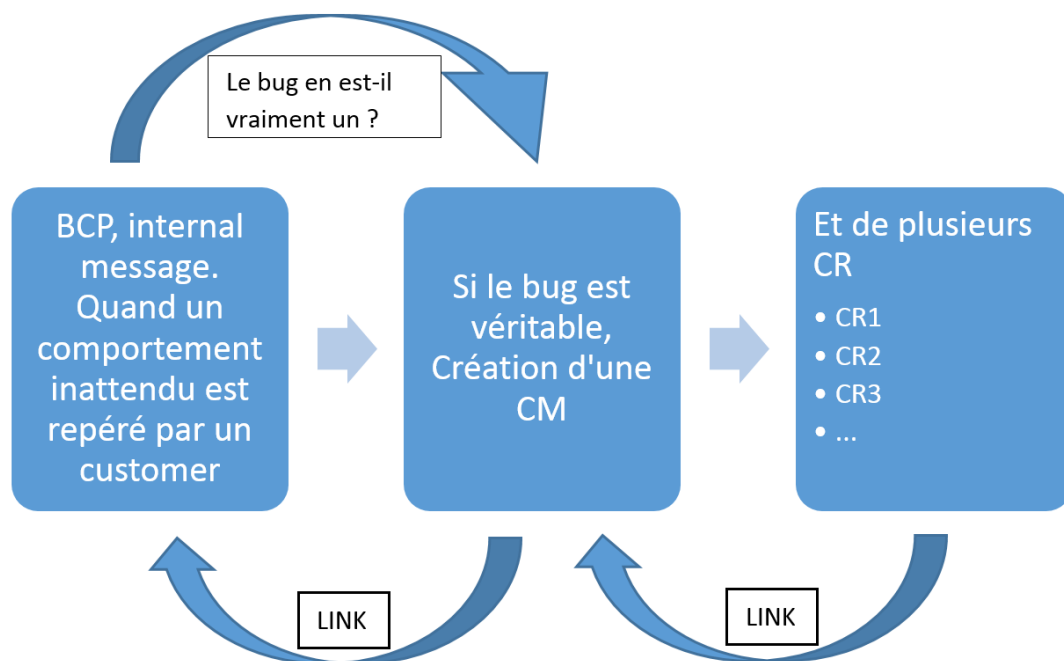 Le bug en est-il
vraiment un ?
BCP, internal
message.
Quand un
comportement
inattendu est
repéré par un
customer
Si le bug est
véritable,
Création d'une
CM
Et de plusieurs
CR
• CR1
• CR2
• CR3
• ...
LINK
LINK